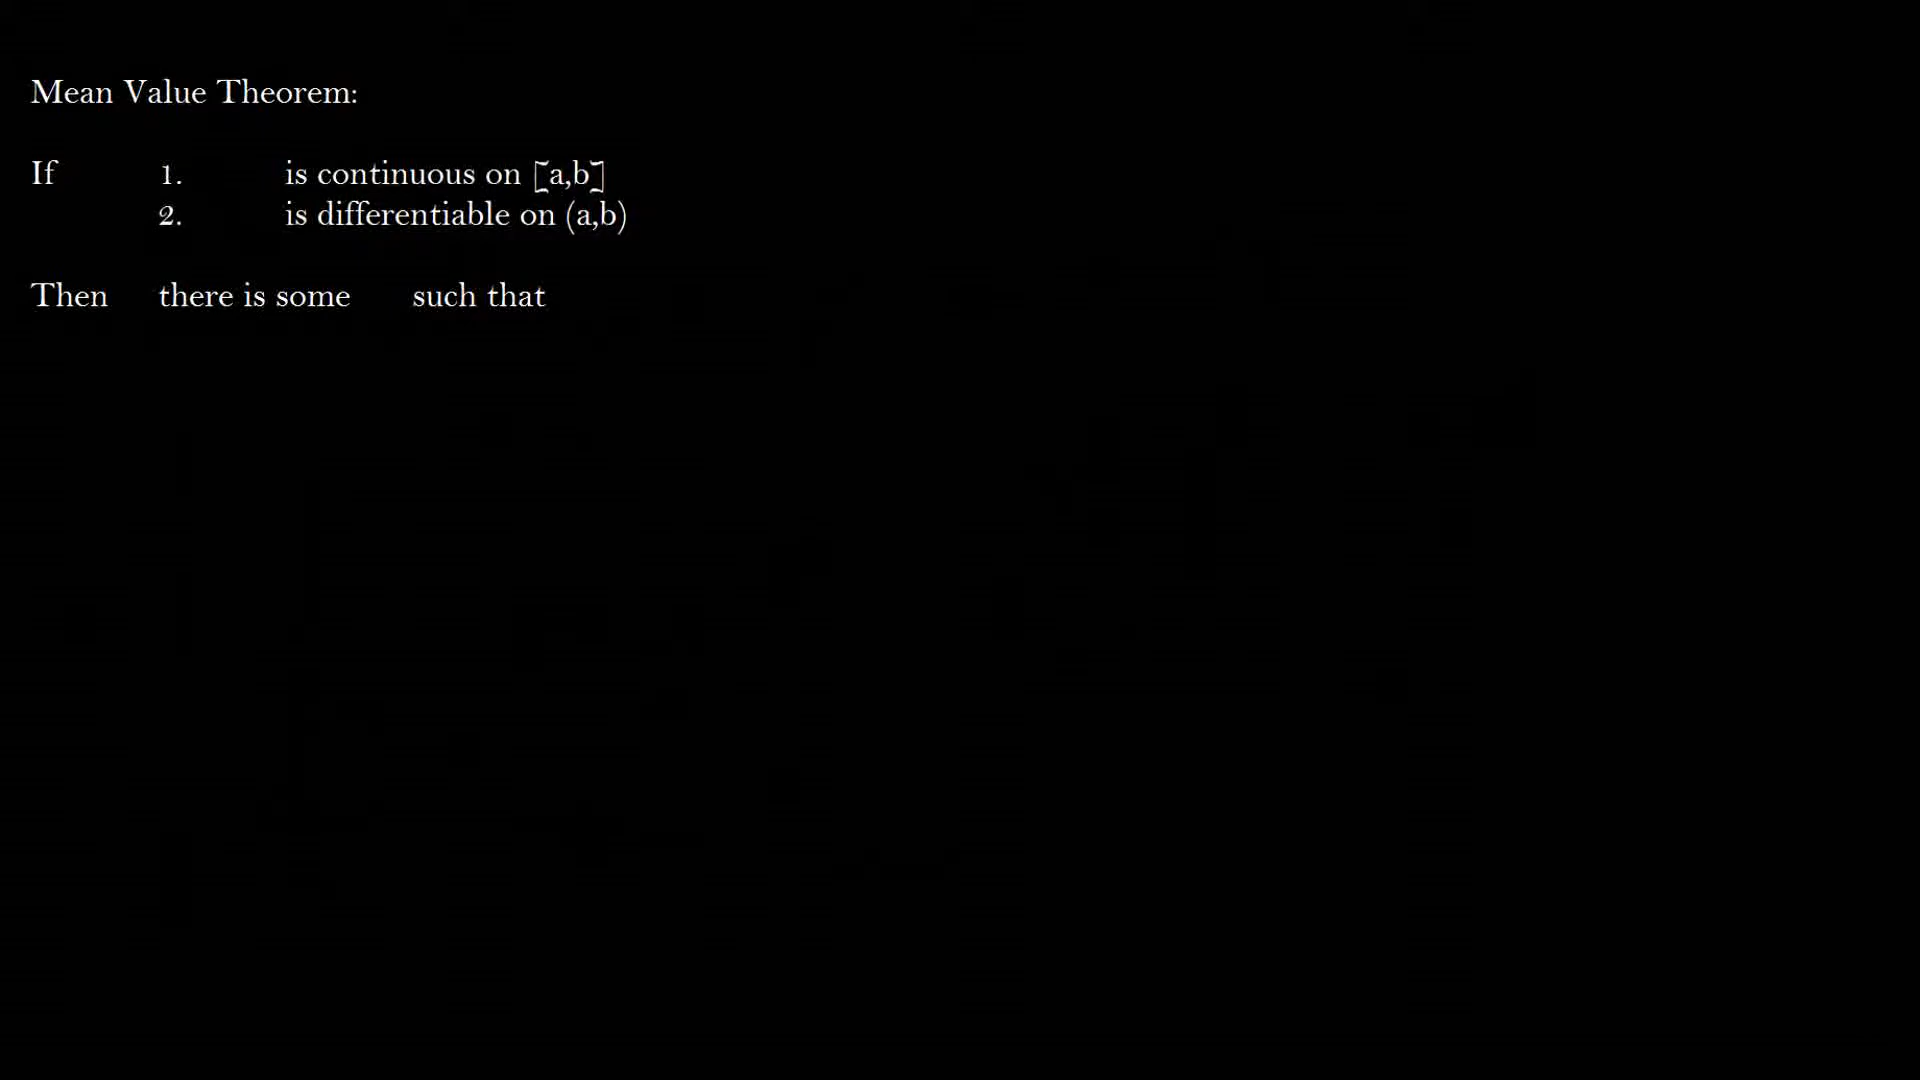 Mean Value Theorem:
If 1. is continuous on [a,b]
2. is differentiable on (a,b)
Then there is some such that